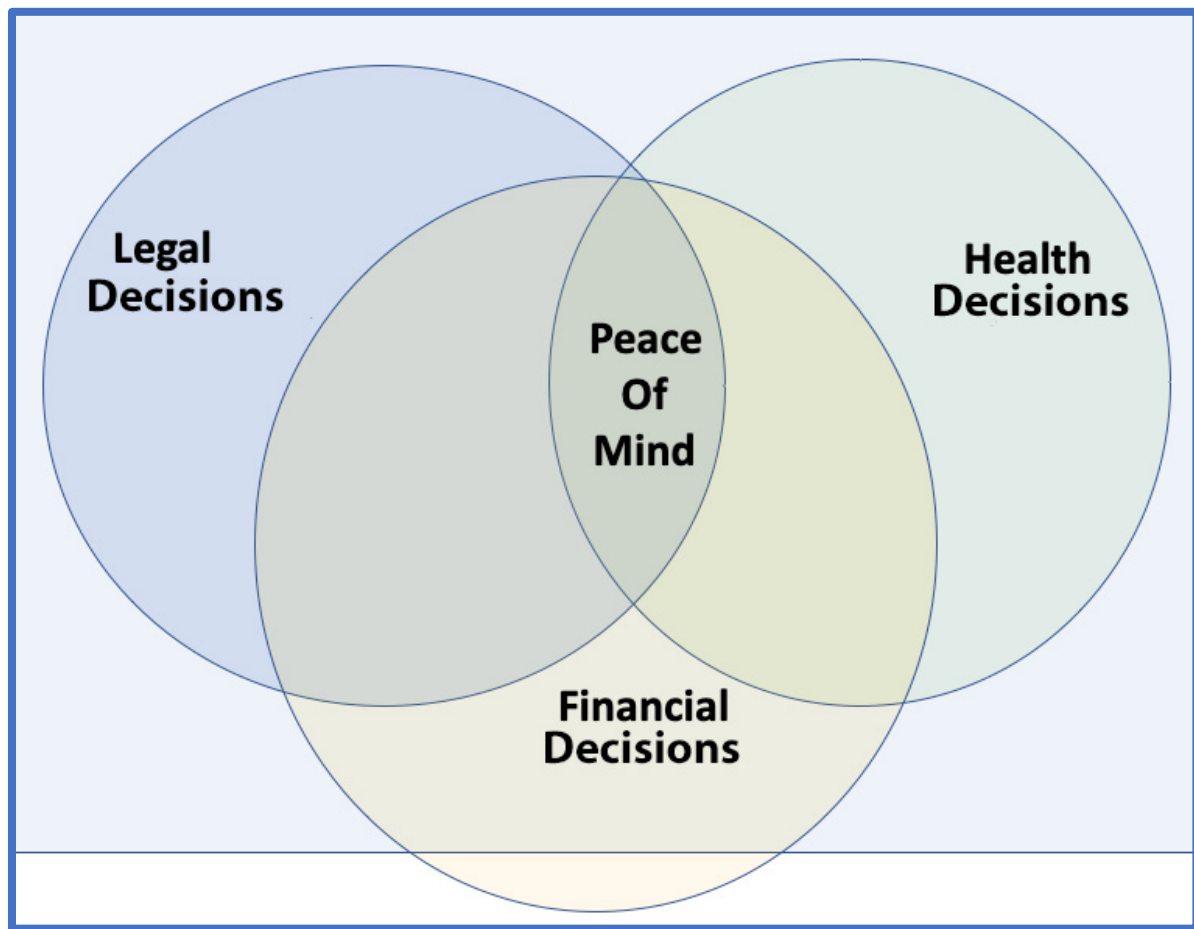 Legal
Decisions
Health
Decisions
Peace
Of
Mind
Financial
Decisions